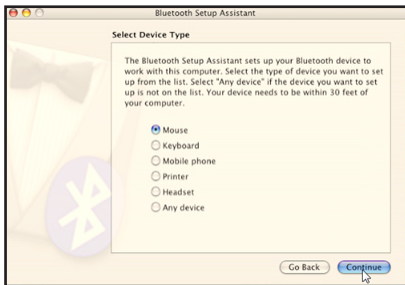 Bluetooth Setup Assistant
Select Device Type
The Bluetooth Setup Assistant sets up your Bluetooth device to
work with this computer. Select the type of device you want to set
up from the list. Select "Any device" if the device you want to set
up is not on the list. Your device needs to be within 30 feet of
your computer.
Mouse
Keyboard
Mobile phone
Printer
Headset
Any device
Go Back
Continue